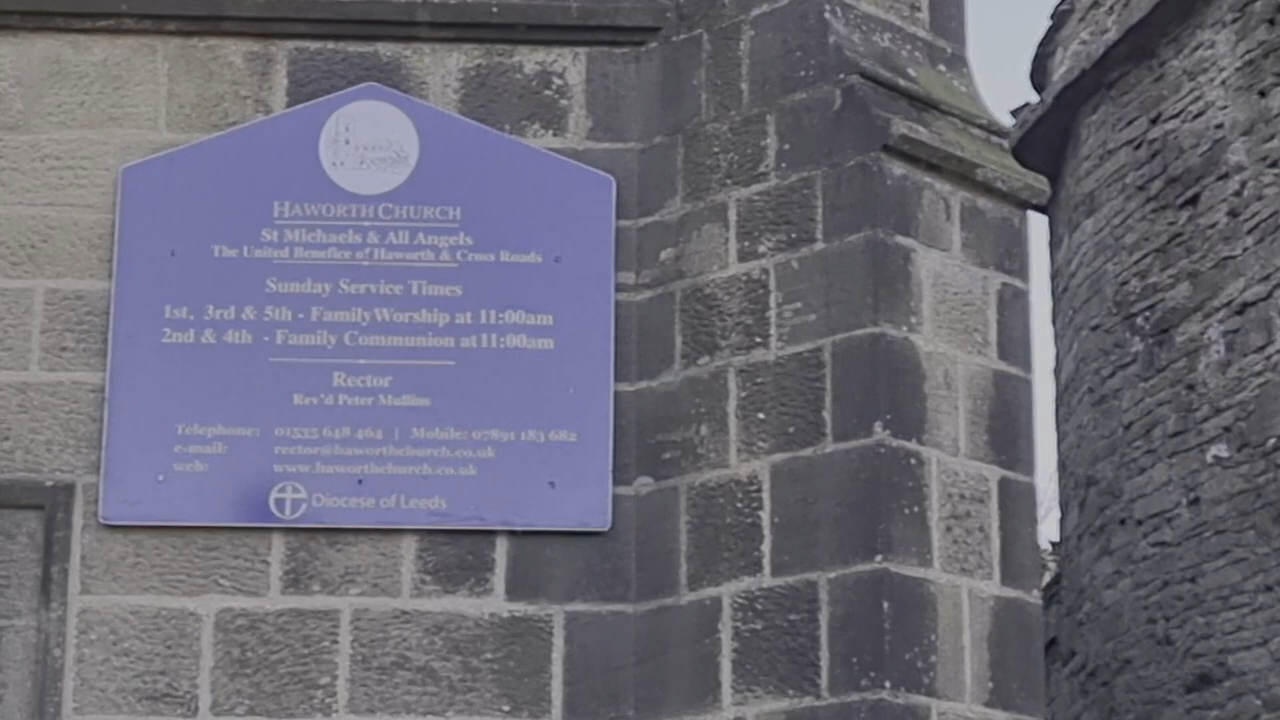 HAWORTH CHURCH
St Michaels & All Angels
The United Benefice of Haworth & Cross Roads
Sunday Service Times
1st, 3rd & 5th - Family Worship at 11:00am
2nd & 4th - Family Communion at 11:00am
Rector
Rev'd Peter Mullins
Telephone: 01535 648 464 | Mobile: 07891 183 682
e-mail: rector@haworthchurch.co.uk
web: www.haworthchurch.co.uk
Diocese of Leeds